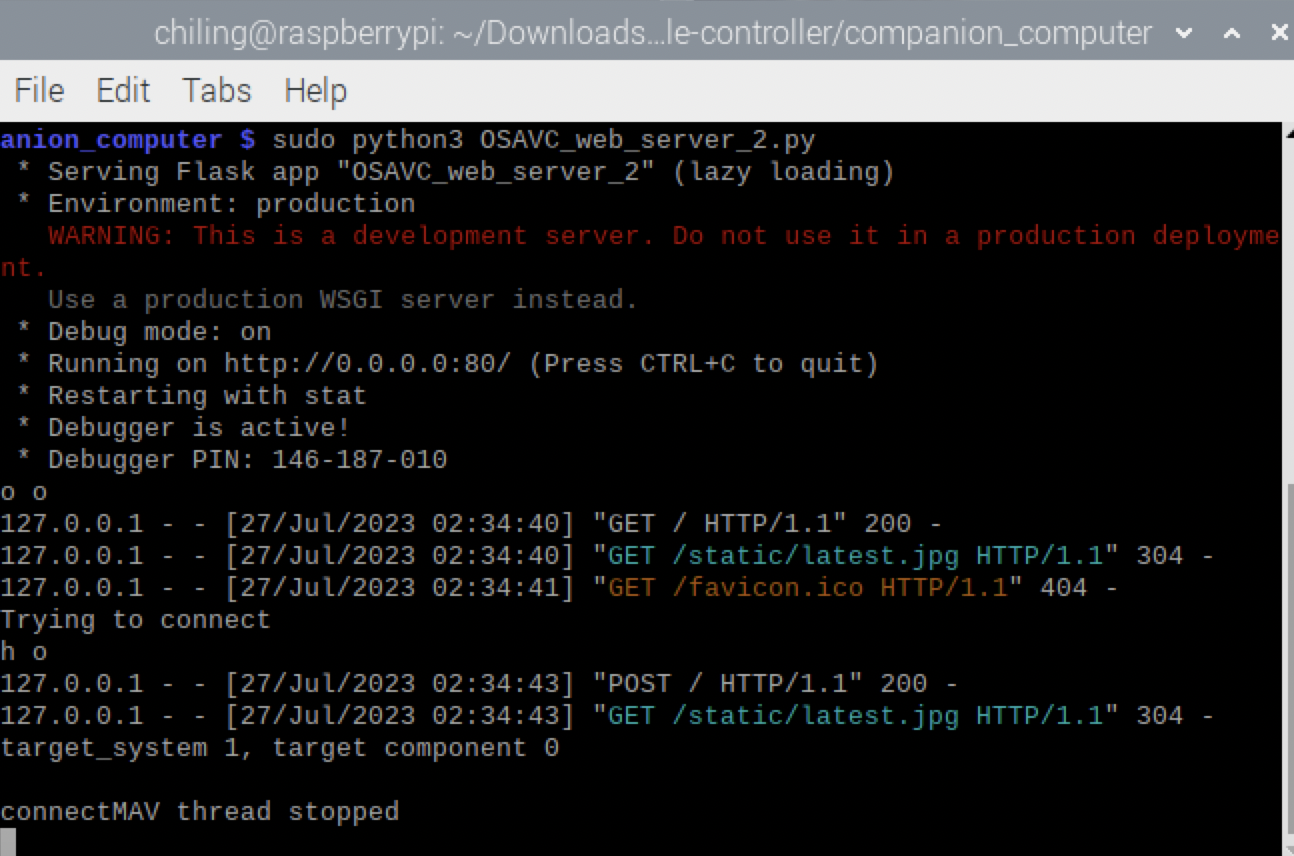 chiling@raspberrypi: ~/Downloads...le-controller/companion_computer
File Edit Tabs Help
anion_computer $ sudo python3 OSAVC_web_server_2.py
 * Serving Flask app "OSAVC_web_server_2" (lazy loading)
 * Environment: production
   WARNING: This is a development server. Do not use it in a production deployme
nt.
   Use a production WSGI server instead.
 * Debug mode: on
 * Running on http://0.0.0.0:80/ (Press CTRL+C to quit)
 * Restarting with stat
 * Debugger is active!
 * Debugger PIN: 146-187-010
o o
127.0.0.1 - - [27/Jul/2023 02:34:40] "GET / HTTP/1.1" 200 -
127.0.0.1 - - [27/Jul/2023 02:34:40] "GET /static/latest.jpg HTTP/1.1" 304 -
127.0.0.1 - - [27/Jul/2023 02:34:41] "GET /favicon.ico HTTP/1.1" 404 -
Trying to connect
h o
127.0.0.1 - - [27/Jul/2023 02:34:43] "POST / HTTP/1.1" 200 -
127.0.0.1 - - [27/Jul/2023 02:34:43] "GET /static/latest.jpg HTTP/1.1" 304 -
target_system 1, target component 0
connectMAV thread stopped